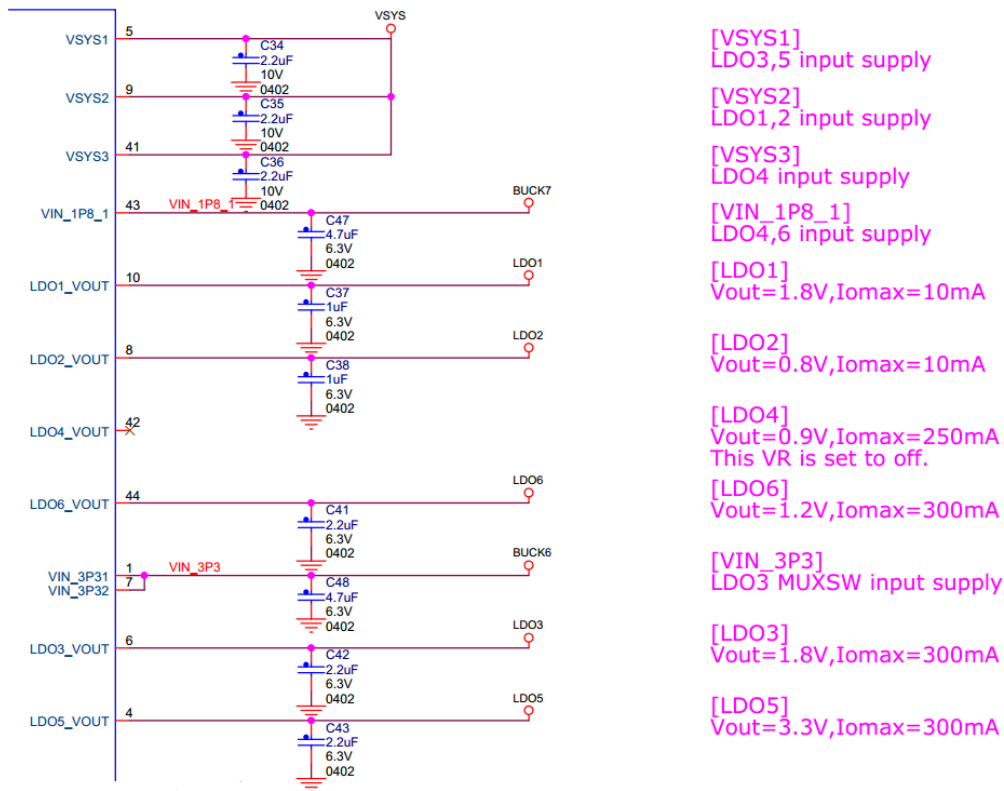 VSYS
VSYS1
5
C34
2.2uF
10V
0402
[VSYS1]
LDO3,5 input supply
VSYS2
9
C35
2.2uF
10V
0402
[VSYS2]
LDO1,2 input supply
VSYS3
41
C36
2.2uF
10V
0402
[VSYS3]
LDO4 input supply
VIN_1P8_1
43
VIN_1P8_1
BUCK7
C47
4.7uF
6.3V
0402
[VIN_1P8_1]
LDO4,6 input supply
LDO1_VOUT
10
LDO1
C37
1uF
6.3V
0402
[LDO1]
Vout=1.8V,Iomax=10mA
LDO2_VOUT
8
LDO2
C38
1uF
6.3V
0402
[LDO2]
Vout=0.8V,Iomax=10mA
LDO4_VOUT
42
[LDO4]
Vout=0.9V,Iomax=250mA
This VR is set to off.
LDO6_VOUT
44
LDO6
C41
2.2uF
6.3V
0402
[LDO6]
Vout=1.2V,Iomax=300mA
VIN_3P31
1
VIN_3P32
7
VIN_3P3
BUCK6
C48
4.7uF
6.3V
0402
[VIN_3P3]
LDO3 MUXSW input supply
LDO3_VOUT
6
LDO3
C42
2.2uF
6.3V
0402
[LDO3]
Vout=1.8V,Iomax=300mA
LDO5_VOUT
4
LDO5
C43
2.2uF
6.3V
0402
[LDO5]
Vout=3.3V,Iomax=300mA